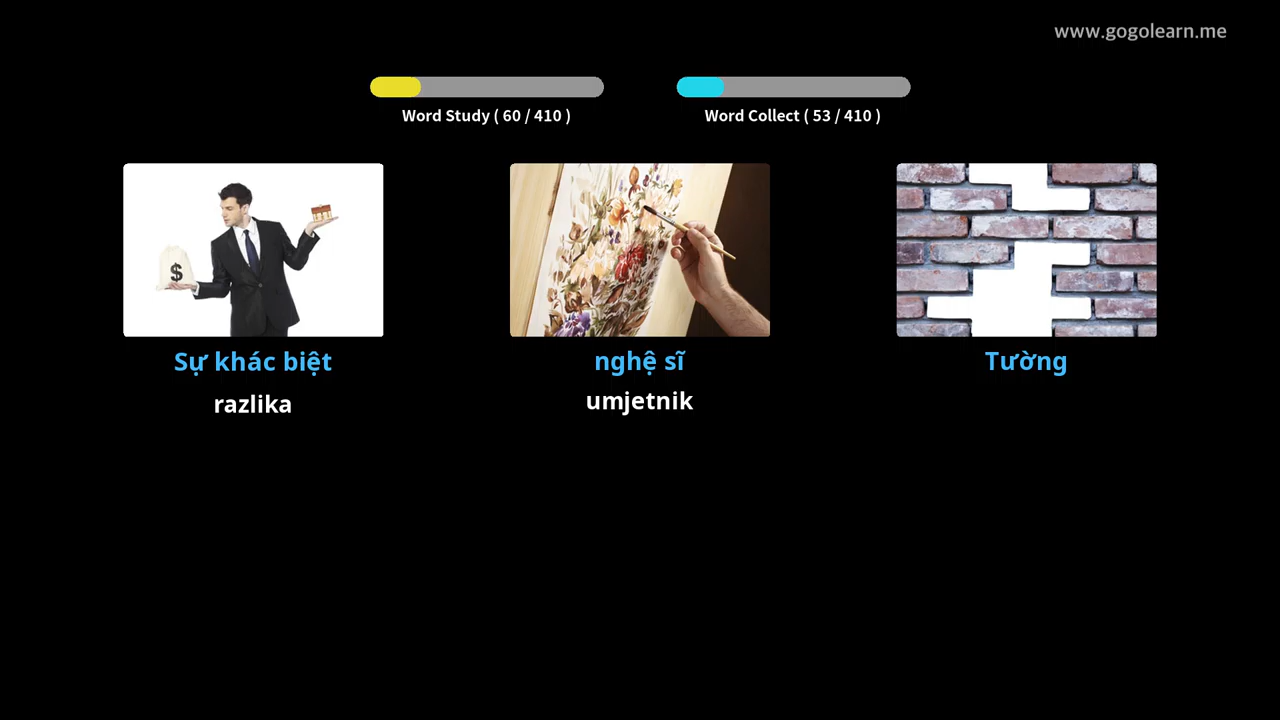 www.gogolearn.me
Word Study ( 60 / 410 )
Word Collect ( 53 / 410 )
$
Sự khác biệt
nghệ sĩ
Tường
razlika
umjetnik